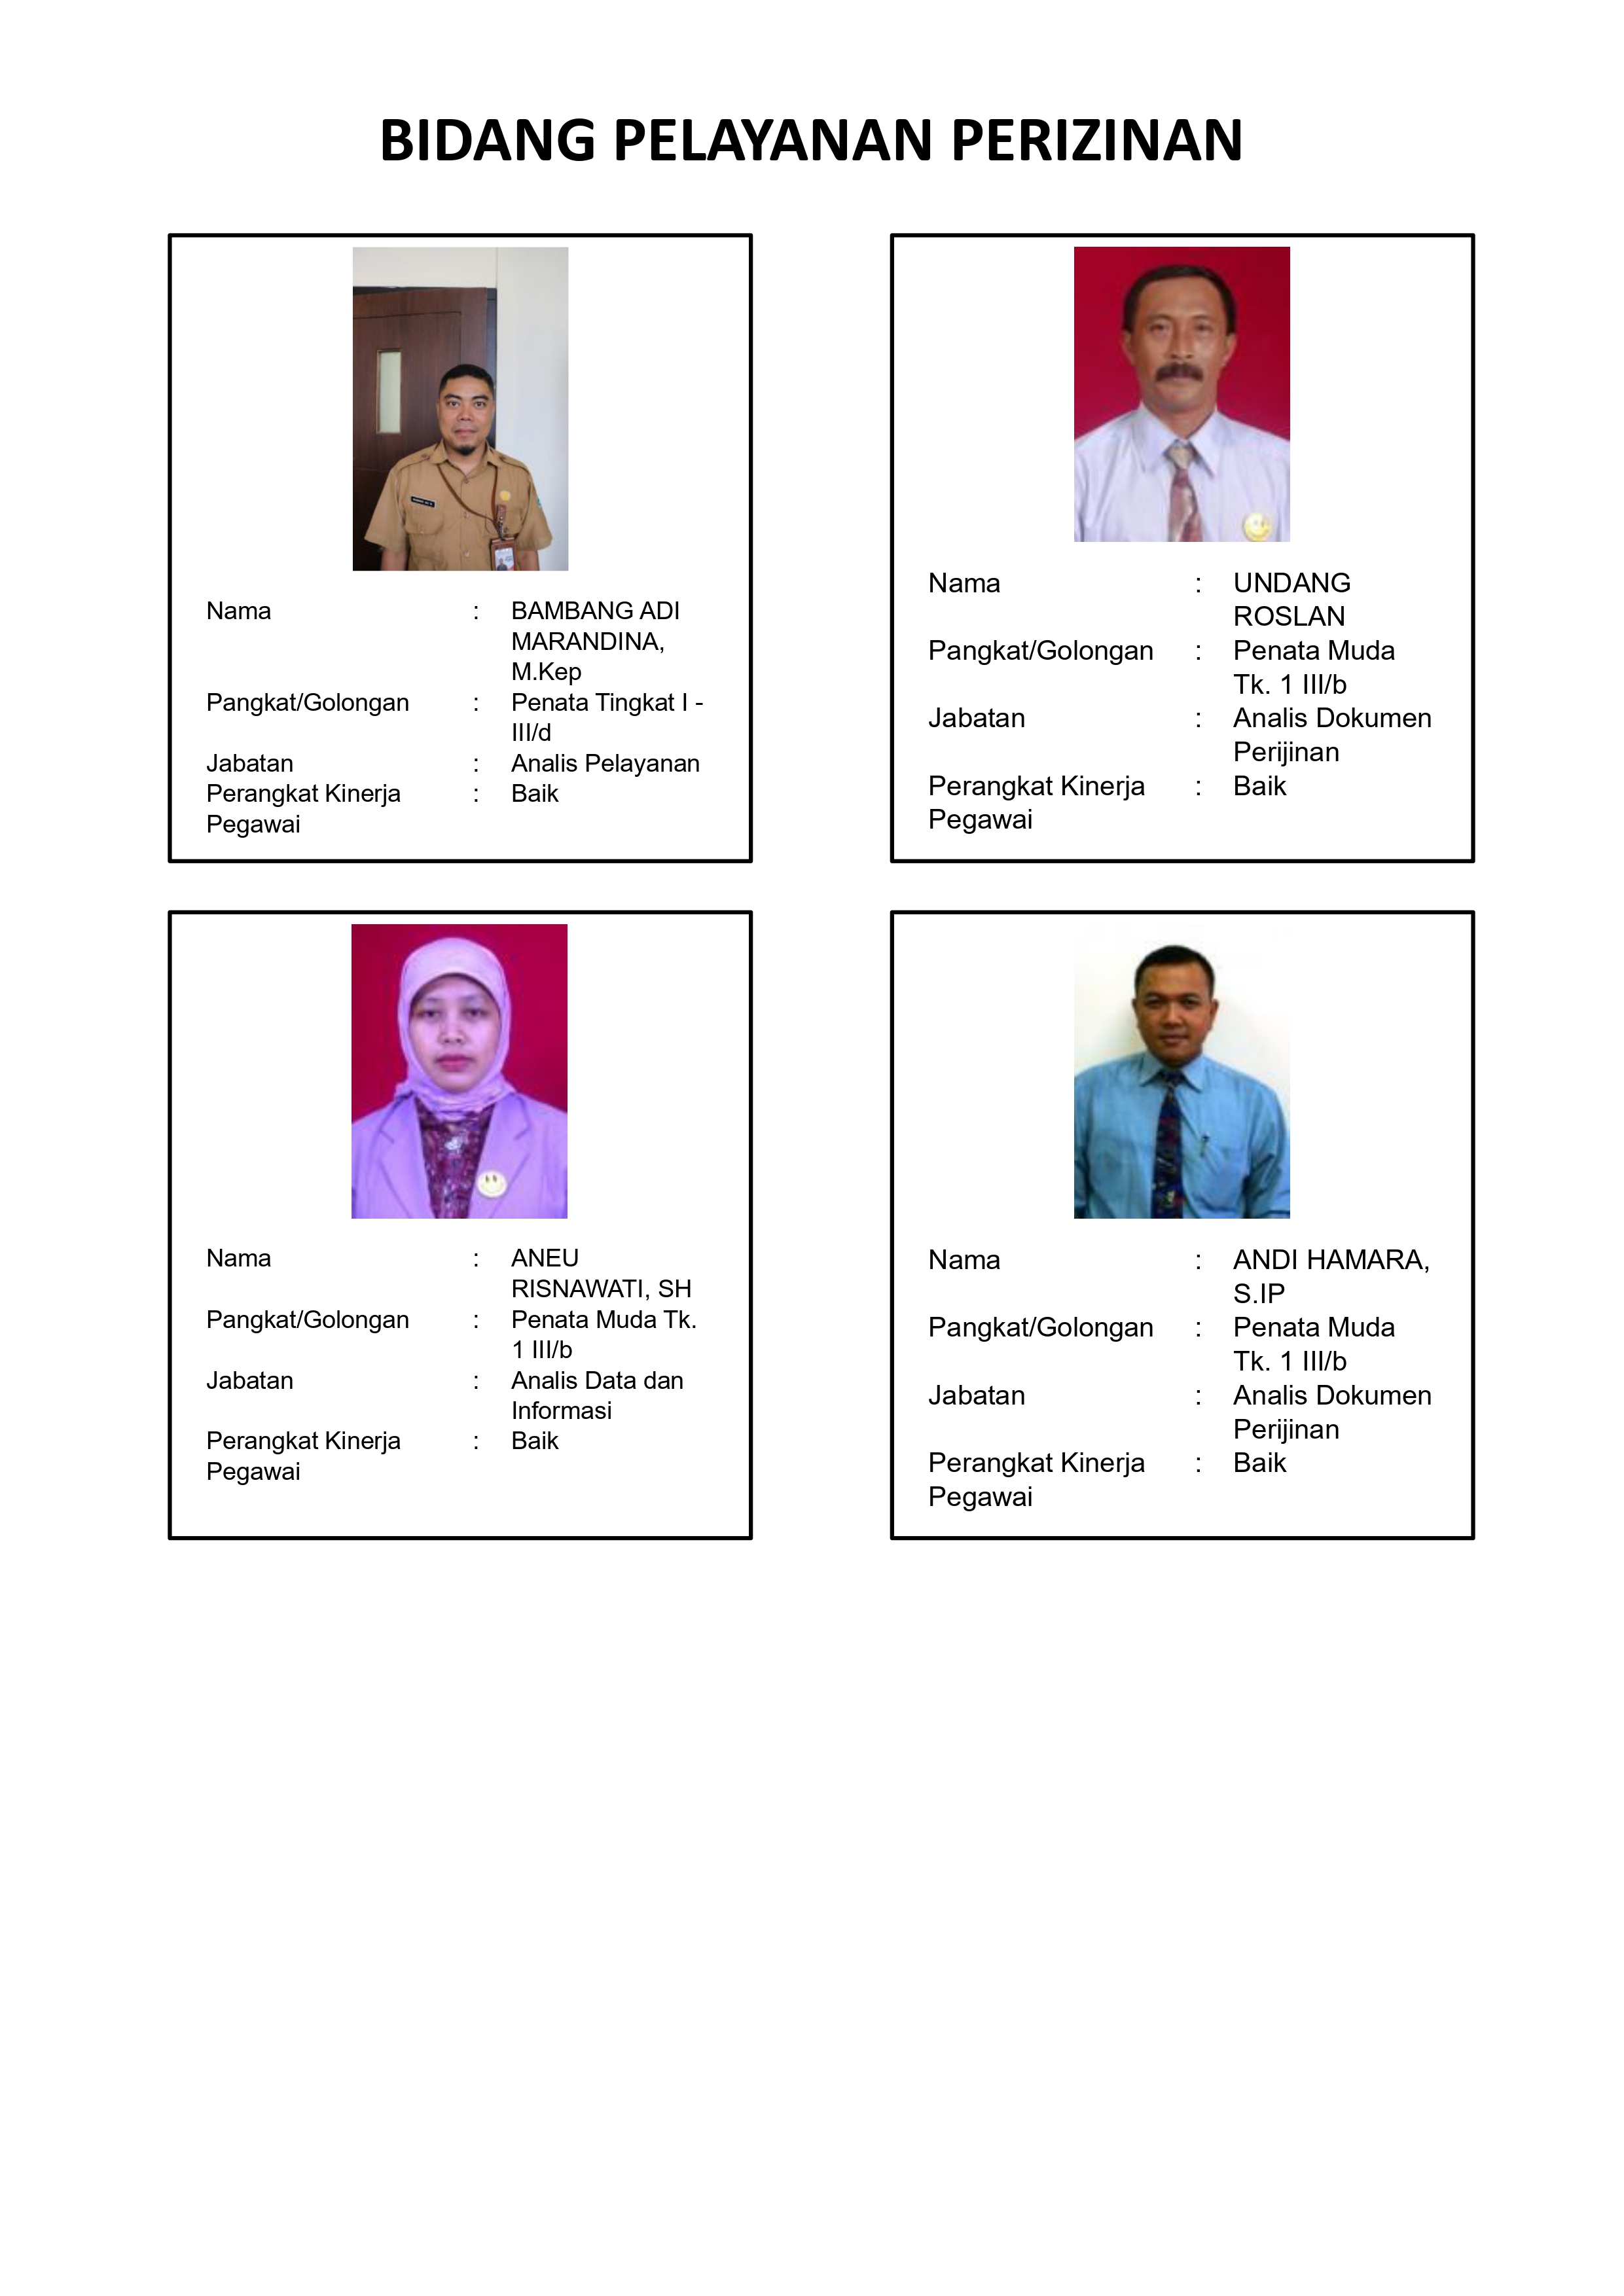 BIDANG PELAYANAN PERIZINAN
Nama : BAMBANG ADI
MARANDINA,
M.Kep
Pangkat/Golongan : Penata Tingkat I -
III/d
Jabatan : Analis Pelayanan
Perangkat Kinerja : Baik
Pegawai
Nama : UNDANG
ROSLAN
Pangkat/Golongan : Penata Muda
Tk. 1 III/b
Jabatan : Analis Dokumen
Perijinan
Perangkat Kinerja : Baik
Pegawai
Nama : ANEU
RISNAWATI, SH
Pangkat/Golongan : Penata Muda Tk.
1 III/b
Jabatan : Analis Data dan
Informasi
Perangkat Kinerja : Baik
Pegawai
Nama : ANDI HAMARA,
S.IP
Pangkat/Golongan : Penata Muda
Tk. 1 III/b
Jabatan : Analis Dokumen
Perijinan
Perangkat Kinerja : Baik
Pegawai